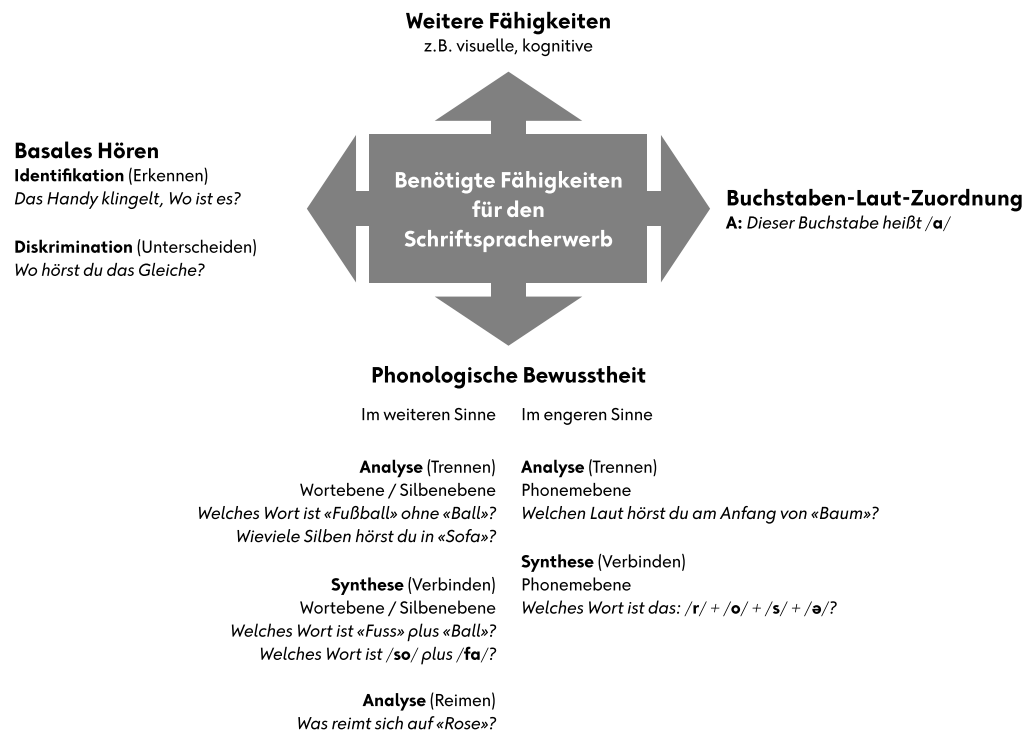 Weitere Fähigkeiten
z.B. visuelle, kognitive
Basales Hören
Identifikation (Erkennen)
Das Handy klingelt, Wo ist es?
Diskrimination (Unterscheiden)
Wo hörst du das Gleiche?
Benötigte Fähigkeiten
für den
Schriftspracherwerb
Buchstaben-Laut-Zuordnung
A: Dieser Buchstabe heißt /a/
Phonologische Bewusstheit
Im weiteren Sinne
Analyse (Trennen)
Wortebene / Silbenebene
Welches Wort ist «Fußball» ohne «Ball»?
Wieviele Silben hörst du in «Sofa»?
Synthese (Verbinden)
Wortebene / Silbenebene
Welches Wort ist «Fuss» plus «Ball»?
Welches Wort ist /so/ plus /fa/?
Analyse (Reimen)
Was reimt sich auf «Rose»?
Im engeren Sinne
Analyse (Trennen)
Phonemebene
Welchen Laut hörst du am Anfang von «Baum»?
Synthese (Verbinden)
Phonemebene
Welches Wort ist das: /r/ + /o/ + /s/ + /ə/?